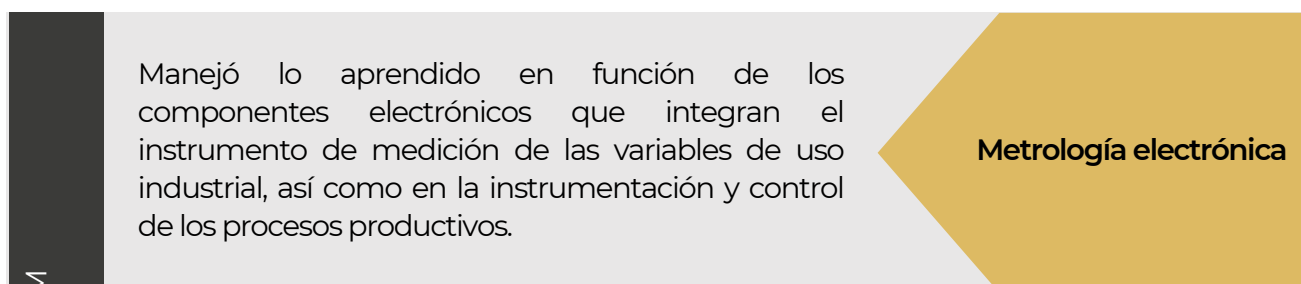 Manejó lo aprendido en función de los
componentes electrónicos que integran el
instrumento de medición de las variables de uso
industrial, así como en la instrumentación y control
de los procesos productivos.
Metrología electrónica